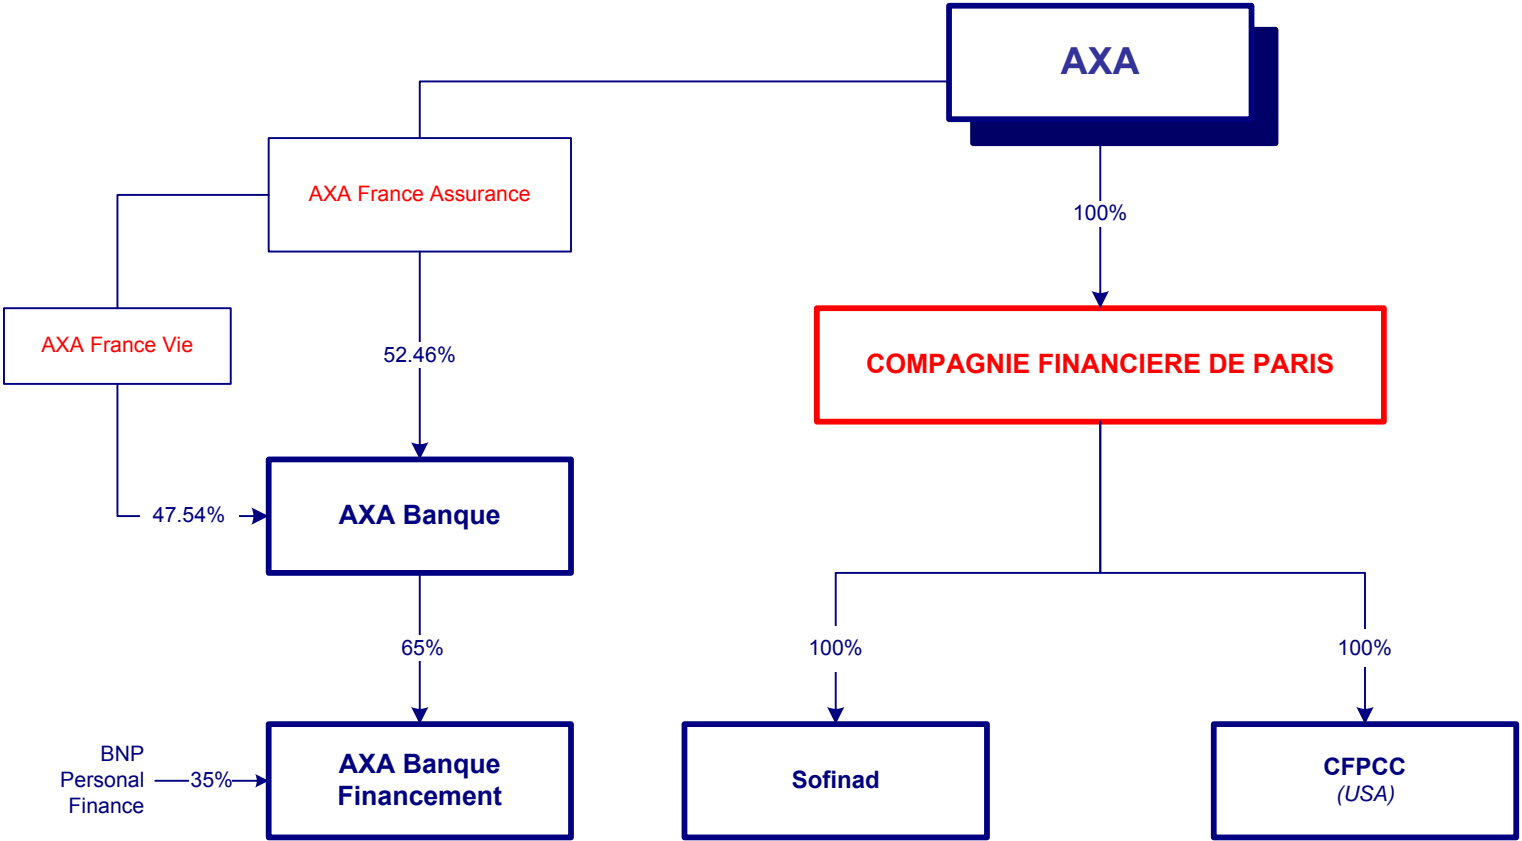 AXA
AXA France Assurance
100%
AXA France Vie
52.46%
COMPAGNIE FINANCIERE DE PARIS
47.54%
AXA Banque
65%
100%
100%
BNP
Personal
Finance
35%
AXA Banque
Financement
Sofinad
CFPCC
(USA)